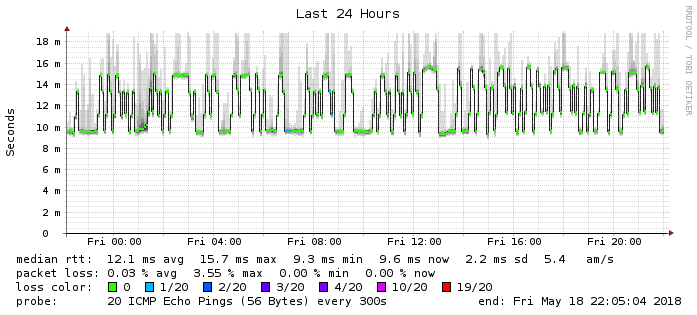 Last 24 Hours
RRDTOOL / TOBI OETIKER
Seconds
18 m
16 m
14 m
12 m
10 m
8 m
6 m
4 m
2 m
0
Fri 00:00 Fri 04:00 Fri 08:00 Fri 12:00 Fri 16:00 Fri 20:00
median rtt: 12.1 ms avg 15.7 ms max 9.3 ms min 9.6 ms now 2.2 ms sd 5.4 am/s
packet loss: 0.03 % avg 3.55 % max 0.00 % min 0.00 % now
loss color: 0 1/20 2/20 3/20 4/20 10/20 19/20
probe: 20 ICMP Echo Pings (56 Bytes) every 300s end: Fri May 18 22:05:04 2018